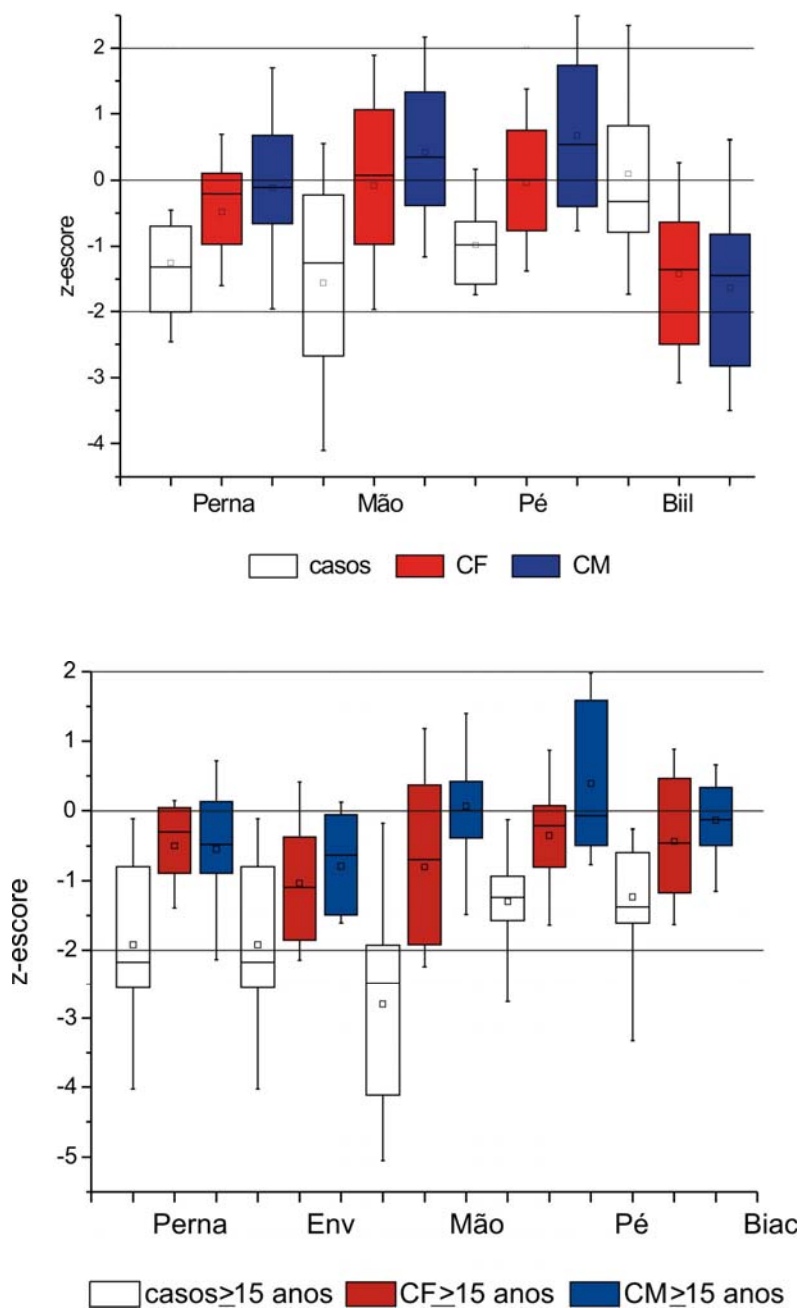 2
1
0
-1
-2
-3
-4
z-escore
Perna Mão Pé Biil
casos CF CM
2
1
0
-1
-2
-3
-4
-5
z-escore
Perna Env Mão Pé Biac
casos≥15 anos CF≥15 anos CM≥15 anos